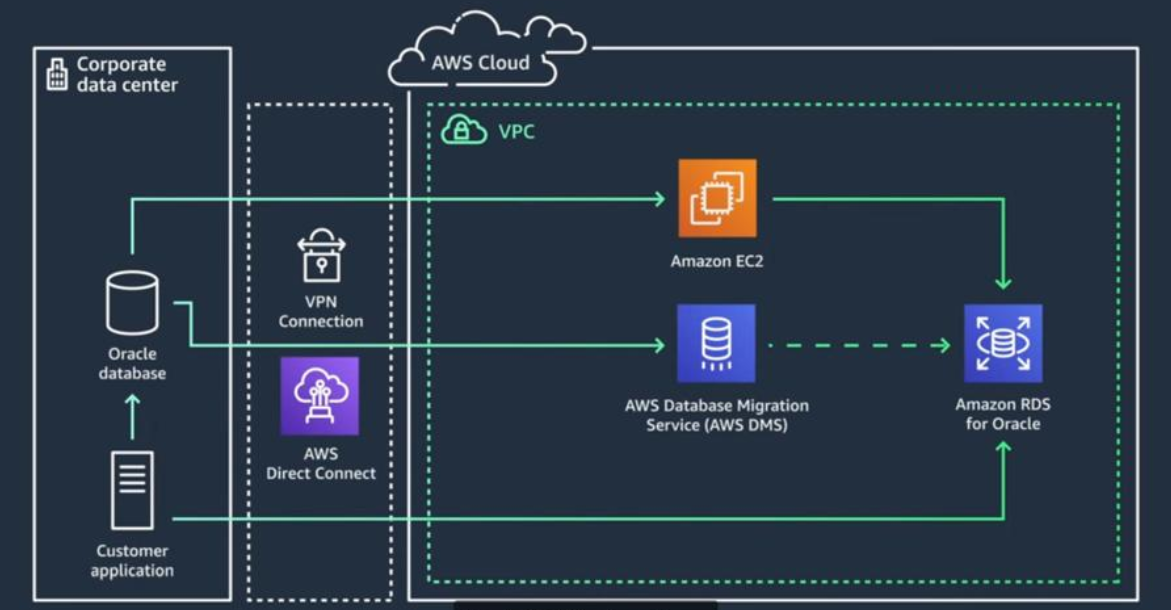 Corporate
data center
AWS Cloud
VPC
Amazon EC2
VPN
Connection
Oracle
database
AWS Database Migration
Service (AWS DMS)
Amazon RDS
for Oracle
AWS
Direct Connect
Customer
application